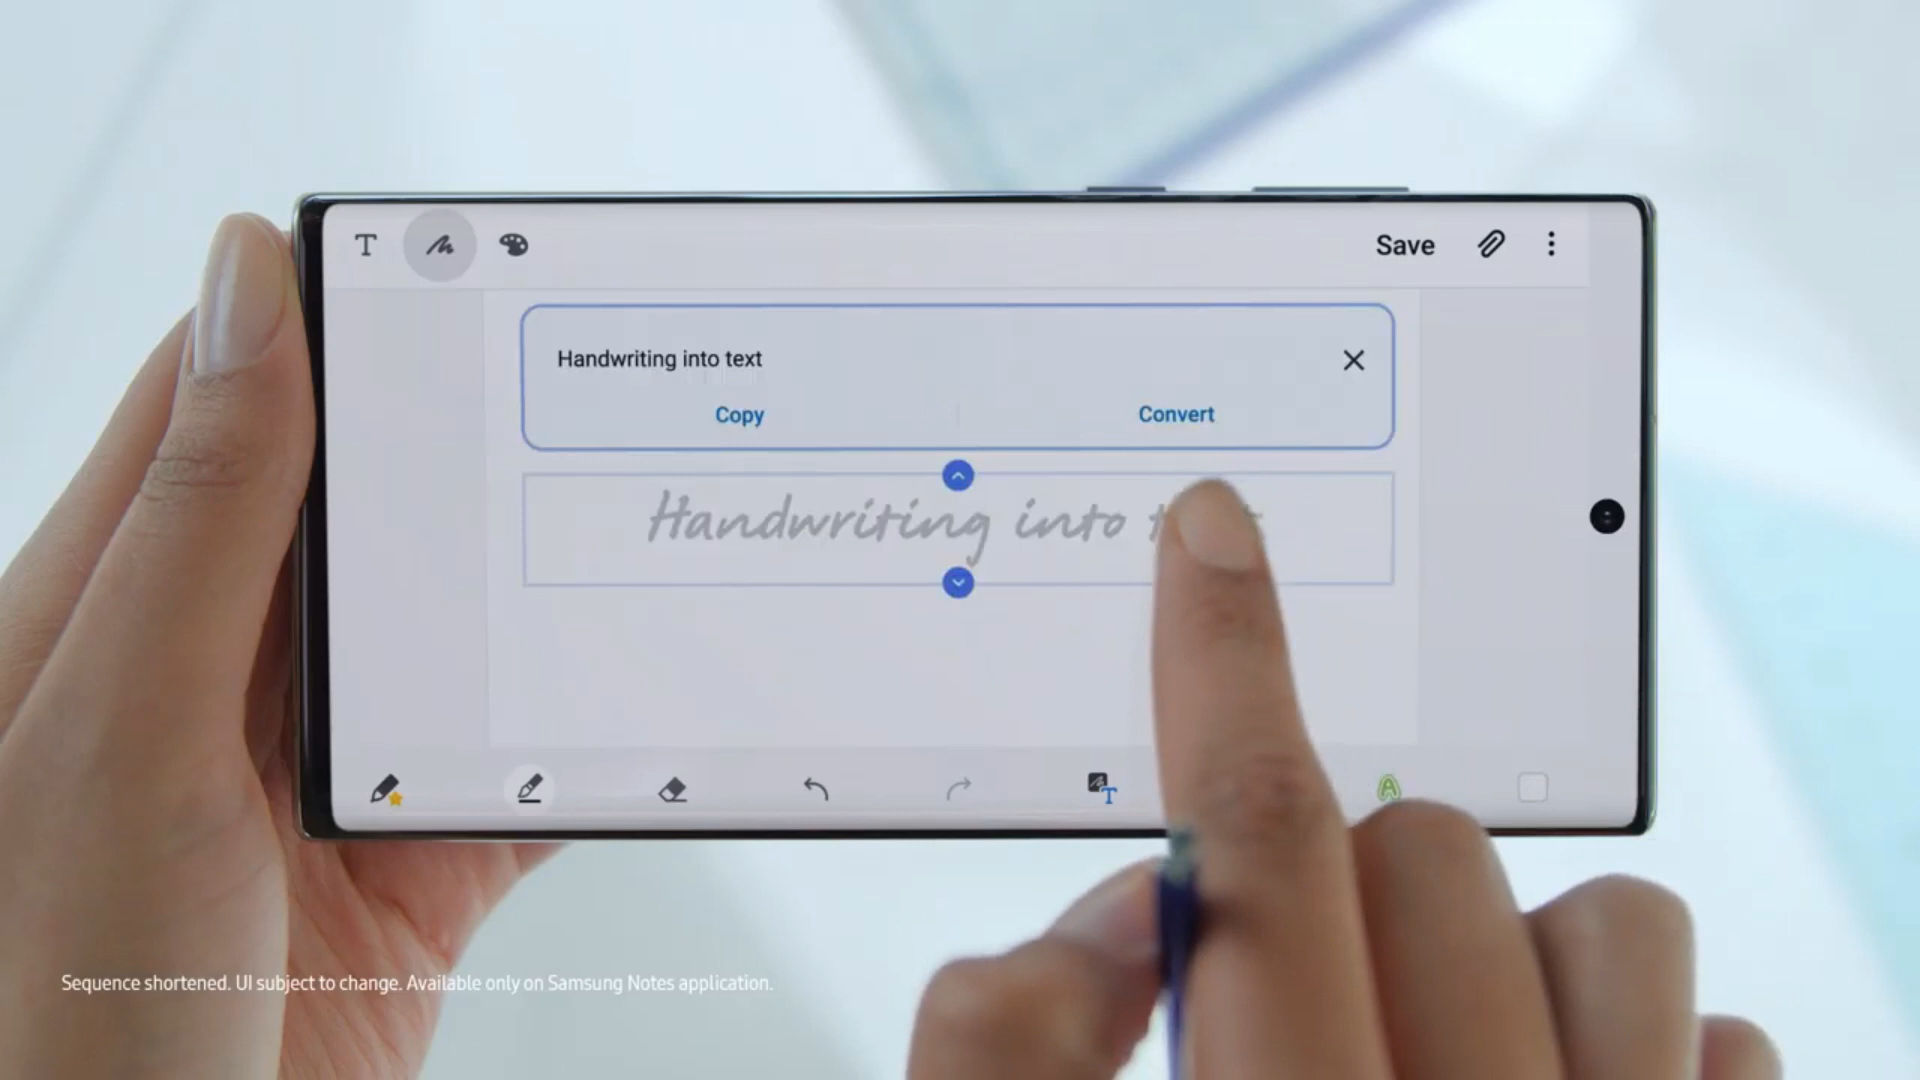 T
Save
Handwriting into text
Copy
Convert
Handwriting into
T
A
Sequence shortened. UI subject to change. Available only on Samsung Notes application.